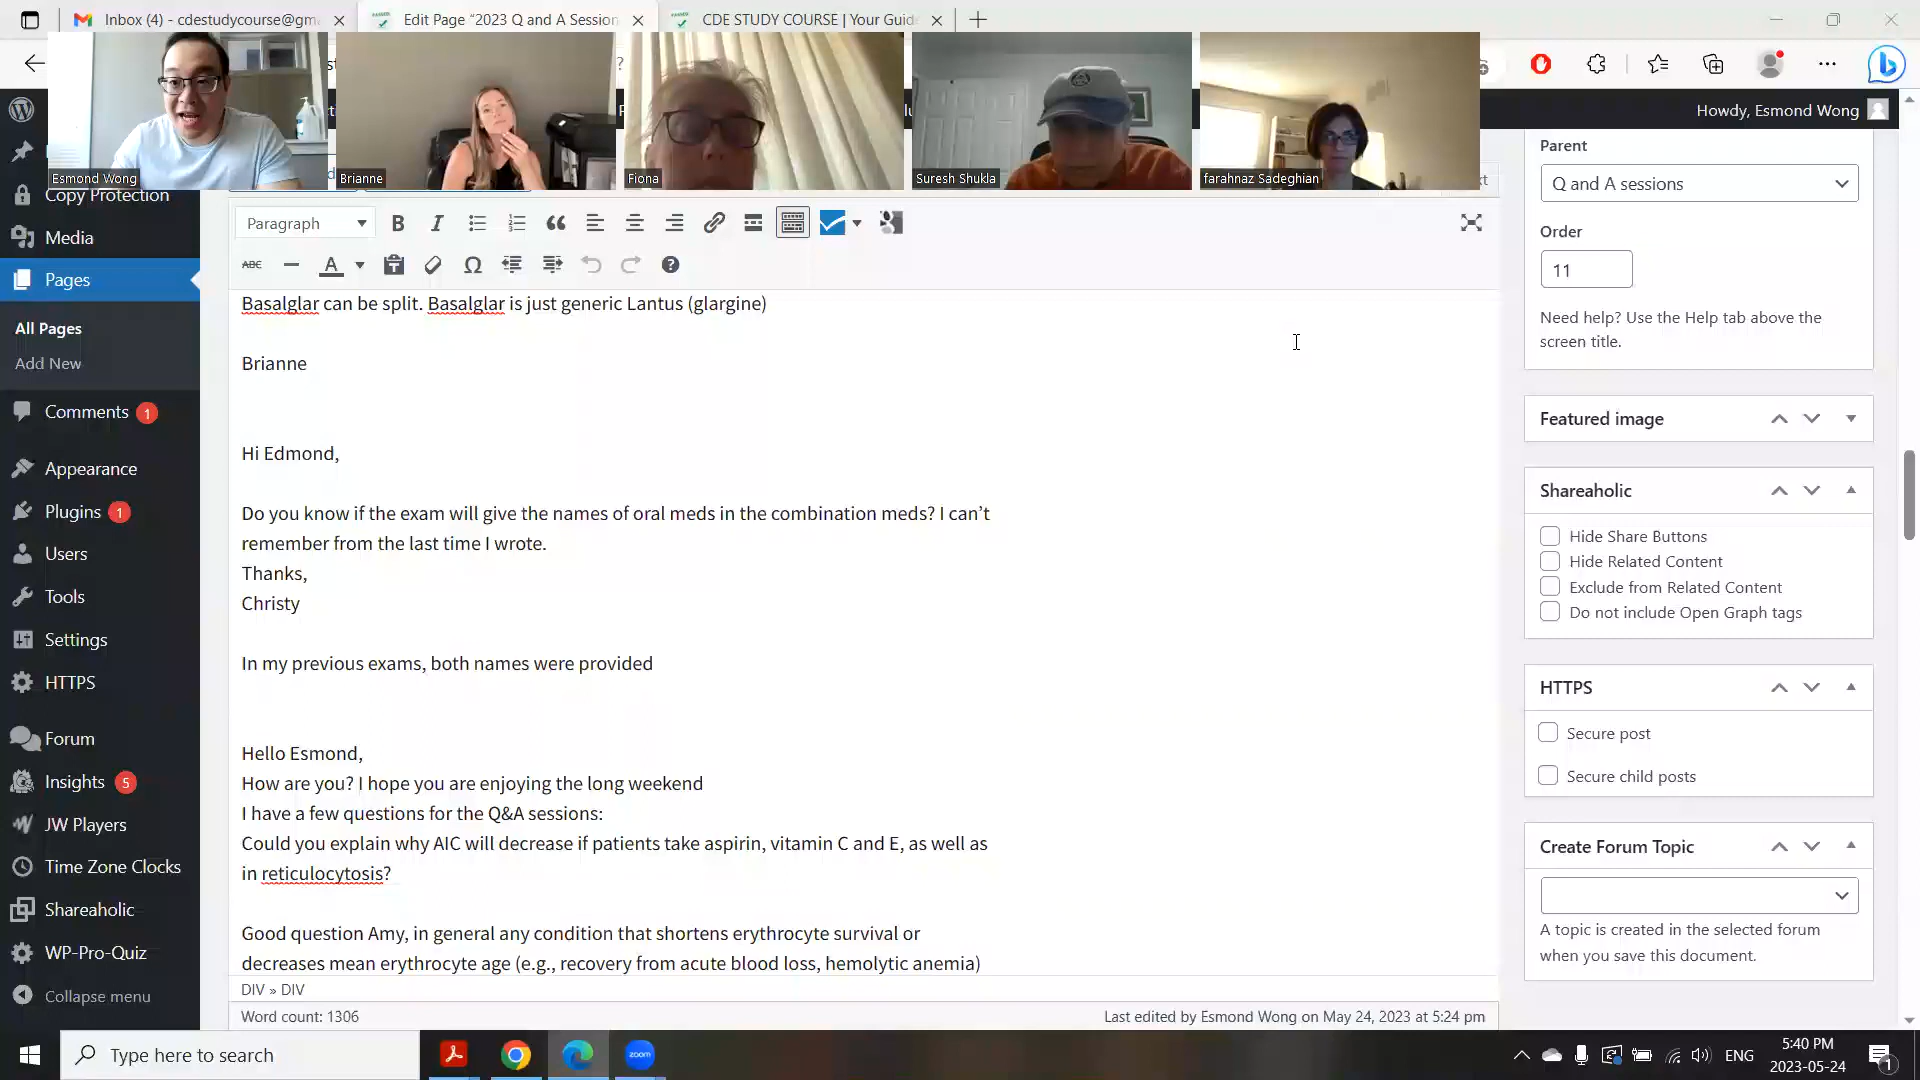 Inbox (4) - cdestudycourse@gm
Edit Page "2023 Q and A Session
CDE STUDY COURSE | Your Guide
Howdy, Esmond Wong
Esmond Wong
Brianne
Fiona
Suresh Shukla
farahnaz Sadeghian
Copy Protection
Media
Pages
All Pages
Add New
Comments 1
Appearance
Plugins 1
Users
Tools
Settings
HTTPS
Forum
Insights 5
JW Players
Time Zone Clocks
Shareaholic
WP-Pro-Quiz
Collapse menu
Paragraph
B I
ABC
A Ω
Basalglar can be split. Basalglar is just generic Lantus (glargine)
Brianne
Hi Edmond,
Do you know if the exam will give the names of oral meds in the combination meds? I can't
remember from the last time I wrote.
Thanks,
Christy
In my previous exams, both names were provided
Hello Esmond,
How are you? I hope you are enjoying the long weekend
I have a few questions for the Q&A sessions:
Could you explain why AIC will decrease if patients take aspirin, vitamin C and E, as well as
in reticulocytosis?
Good question Amy, in general any condition that shortens erythrocyte survival or
decreases mean erythrocyte age (e.g., recovery from acute blood loss, hemolytic anemia)
DIV » DIV
Word count: 1306
Last edited by Esmond Wong on May 24, 2023 at 5:24 pm
Parent
Q and A sessions
Order
11
Need help? Use the Help tab above the
screen title.
Featured image
Shareaholic
Hide Share Buttons
Hide Related Content
Exclude from Related Content
Do not include Open Graph tags
HTTPS
Secure post
Secure child posts
Create Forum Topic
A topic is created in the selected forum
when you save this document.
Type here to search
zoom
ENG
5:40 PM
2023-05-24
1